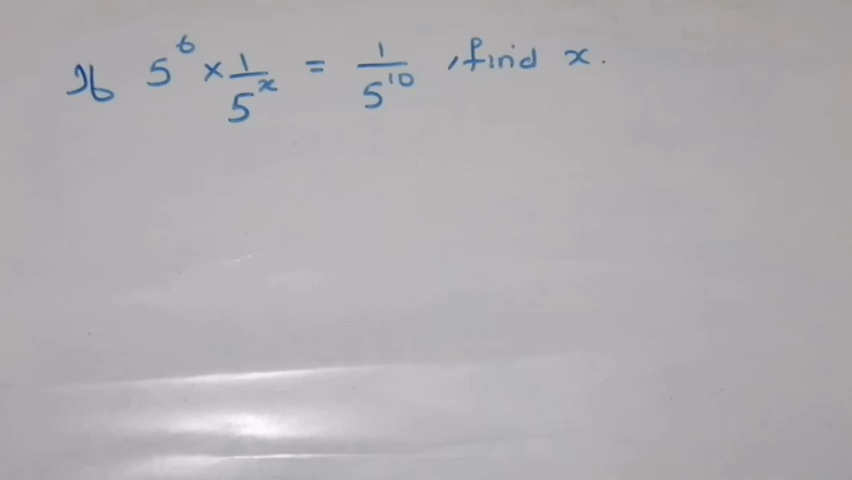 If 5⁶ × 1/5ˣ = 1/5¹⁰ , find x.